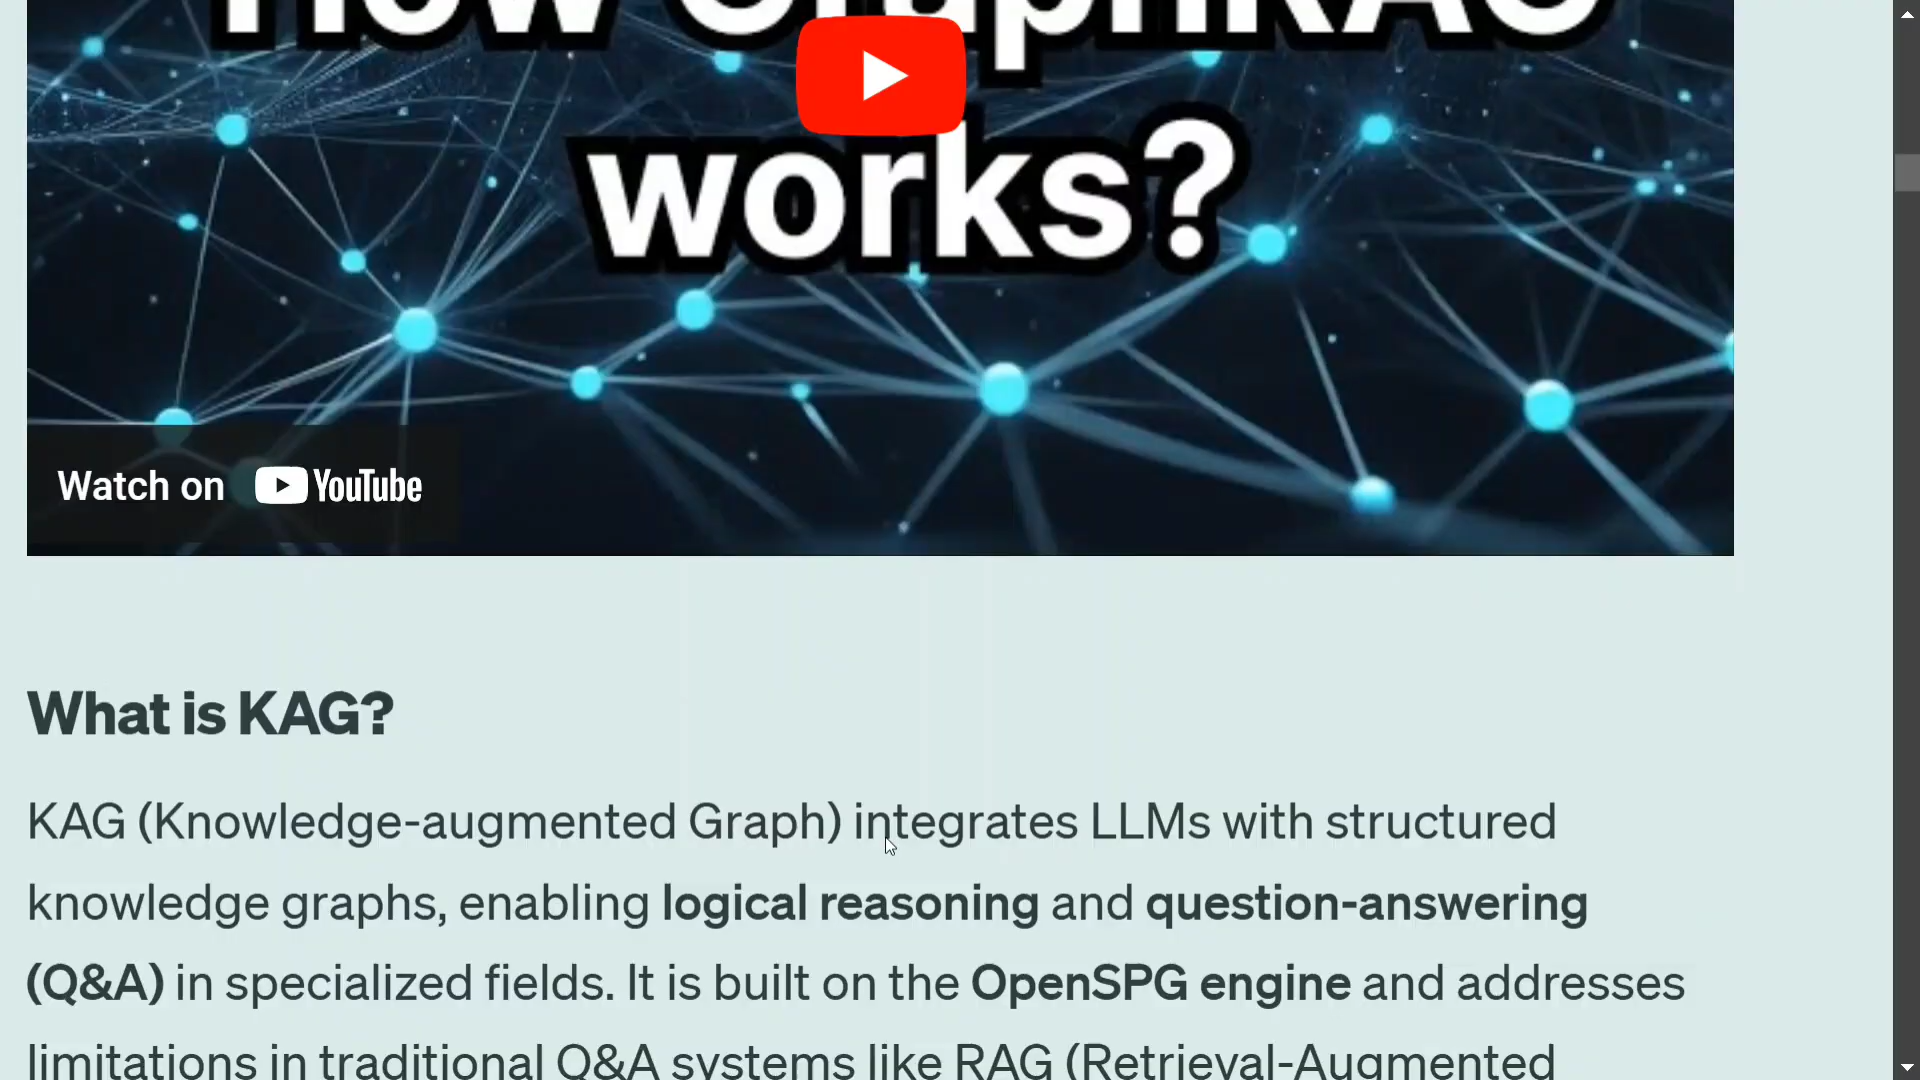 works?
Watch on YouTube
What is KAG?
KAG (Knowledge-augmented Graph) integrates LLMs with structured
knowledge graphs, enabling logical reasoning and question-answering
(Q&A) in specialized fields. It is built on the OpenSPG engine and addresses
limitations in traditional Q&A systems like RAG (Retrieval-Augmented